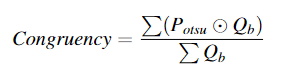 Congruency = ∑(P_otsu ⊙ Q_b) / ∑ Q_b